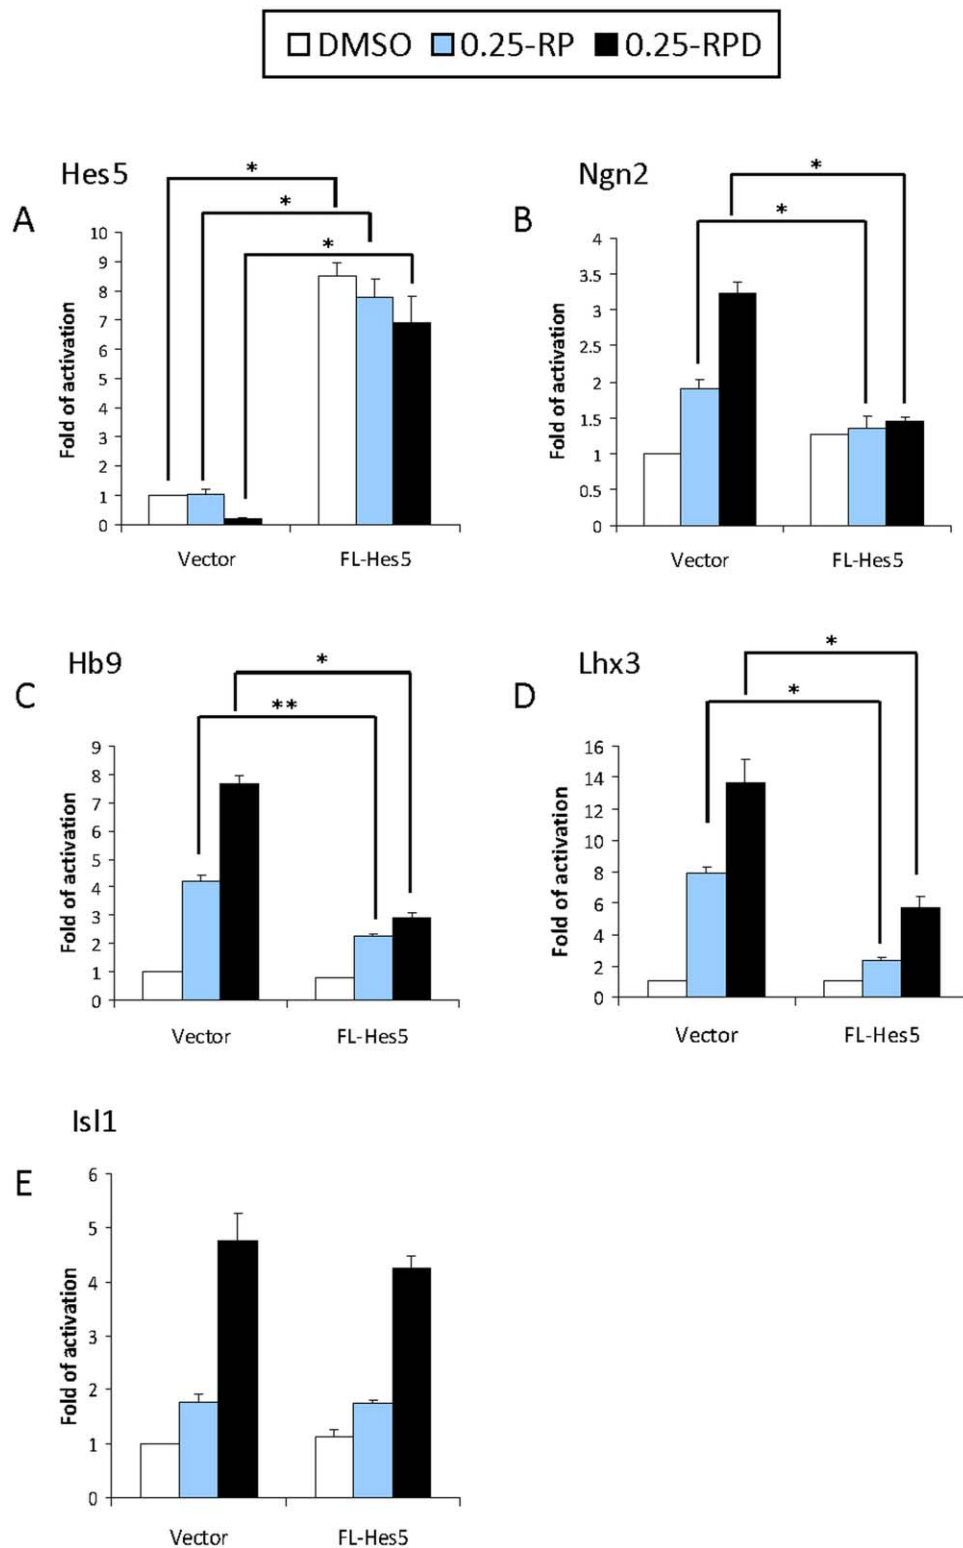 DMSO 0.25-RP 0.25-RPD
Hes5
*
*
*
A
Fold of activation
10
9
8
7
6
5
4
3
2
1
0
Vector FL-Hes5
Ngn2
*
*
B
Fold of activation
4
3.5
3
2.5
2
1.5
1
0.5
0
Vector FL-Hes5
Hb9
*
**
C
Fold of activation
9
8
7
6
5
4
3
2
1
0
Vector FL-Hes5
Lhx3
*
*
D
Fold of activation
16
14
12
10
8
6
4
2
0
Vector FL-Hes5
Isl1
E
Fold of activation
6
5
4
3
2
1
0
Vector FL-Hes5